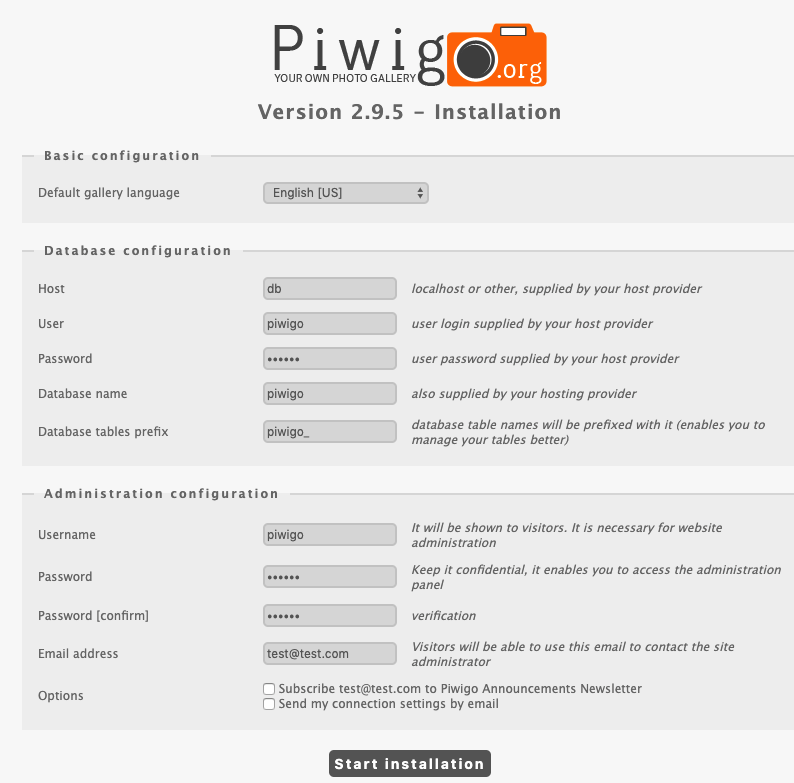 Piwigo.org
YOUR OWN PHOTO GALLERY
Version 2.9.5 – Installation
Basic configuration
Default gallery language English [US]
Database configuration
Host db localhost or other, supplied by your host provider
User piwigo user login supplied by your host provider
Password •••••• user password supplied by your host provider
Database name piwigo also supplied by your hosting provider
Database tables prefix piwigo_ database table names will be prefixed with it (enables you to
manage your tables better)
Administration configuration
Username piwigo It will be shown to visitors. It is necessary for website
administration
Password •••••• Keep it confidential, it enables you to access the administration
panel
Password [confirm] •••••• verification
Email address test@test.com Visitors will be able to use this email to contact the site
administrator
Options Subscribe test@test.com to Piwigo Announcements Newsletter
Send my connection settings by email
Start installation